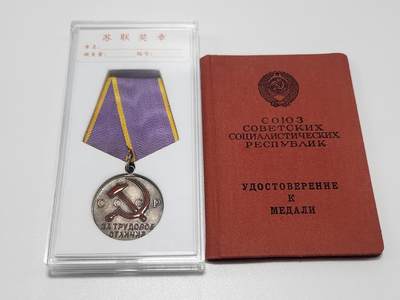 苏联奖章
СССР
ЗА ТРУДОВОЕ
ОТЛИЧИЕ
СОЮЗ
СОВЕТСКИХ
СОЦИАЛИСТИЧЕСКИХ
РЕСПУБЛИК
УДОСТОВЕРЕНИЕ
К
МЕДАЛИ